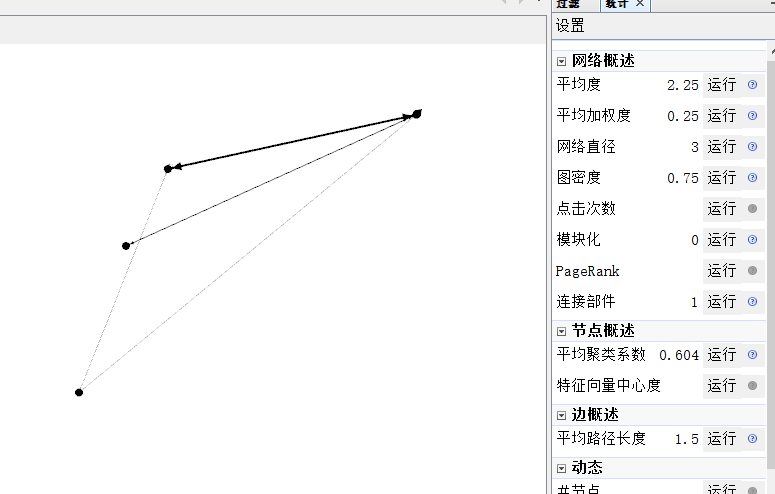 过滤 统计 ×
设置
网络概述
平均度 2.25 运行
平均加权度 0.25 运行
网络直径 3 运行
图密度 0.75 运行
点击次数 运行
模块化 0 运行
PageRank 运行
连接部件 1 运行
节点概述
平均聚类系数 0.604 运行
特征向量中心度 运行
边概述
平均路径长度 1.5 运行
动态
#节点 运行